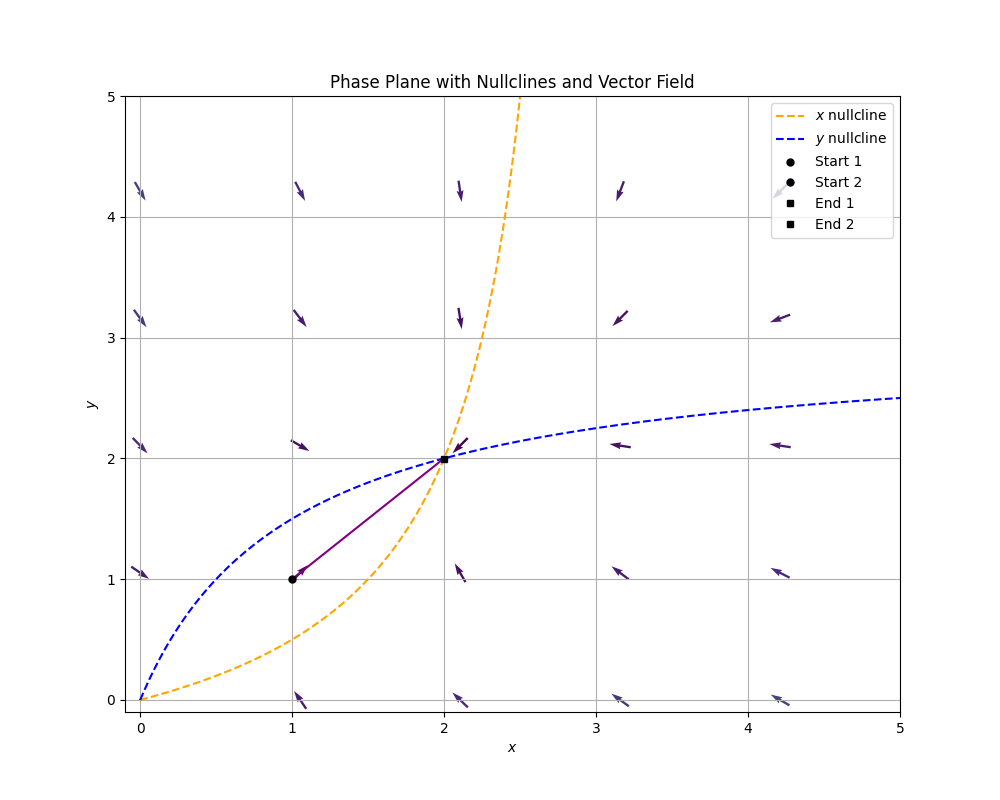 Phase Plane with Nullclines and Vector Field
x nullcline
y nullcline
Start 1
Start 2
End 1
End 2
5
4
3
2
1
0
y
0 1 2 3 4 5
x